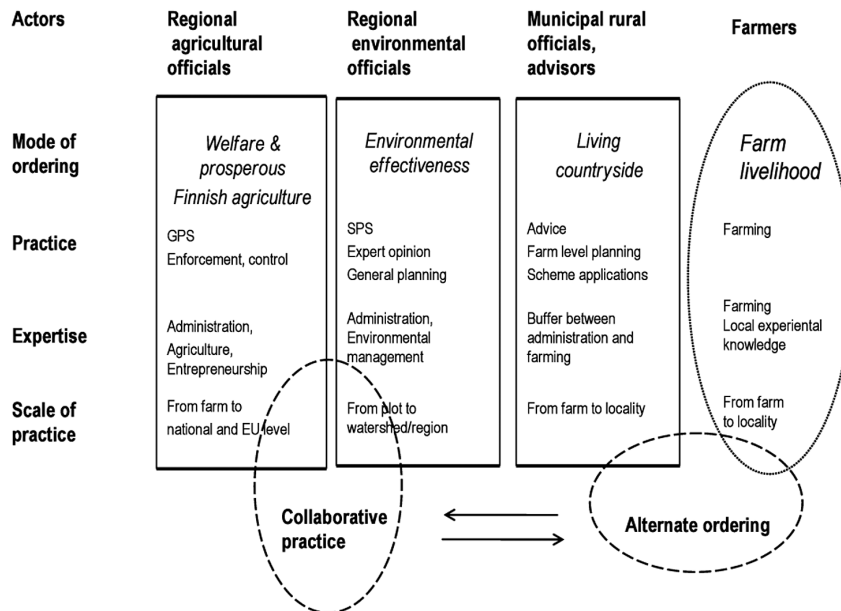 Actors
Regional
agricultural
officials
Regional
environmental
officials
Municipal rural
officials,
advisors
Farmers
Mode of
ordering
Welfare &
prosperous
Finnish agriculture
Environmental
effectiveness
Living
countryside
Farm
livelihood
Practice
GPS
Enforcement, control
SPS
Expert opinion
General planning
Advice
Farm level planning
Scheme applications
Farming
Expertise
Administration,
Agriculture,
Entrepreneurship
Administration,
Environmental
management
Buffer between
administration and
farming
Farming
Local experiental
knowledge
Scale of
practice
From farm to
national and EU level
From plot to
watershed/region
From farm to locality
From farm
to locality
Collaborative
practice
Alternate ordering